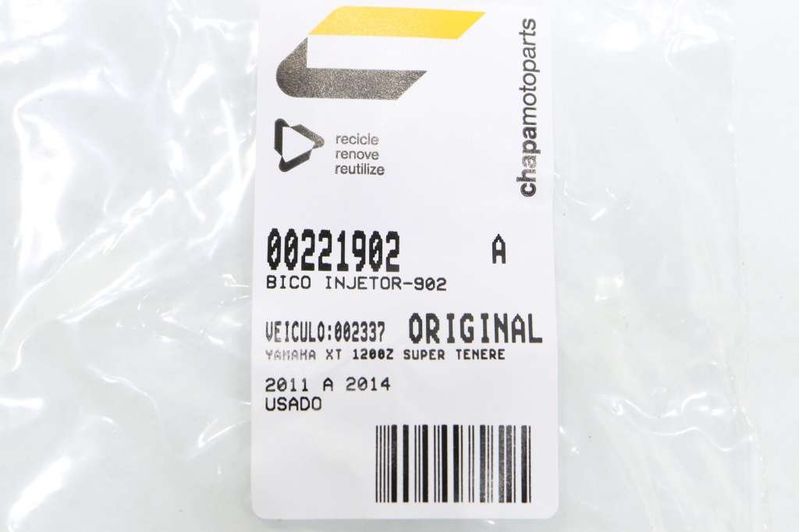 chapamotoparts
recicle
renove
reutilize
00221902 A
BICO INJETOR-902
VEICULO:002337 ORIGINAL
YAMAHA XT 1200Z SUPER TENERE
2011 A 2014
USADO